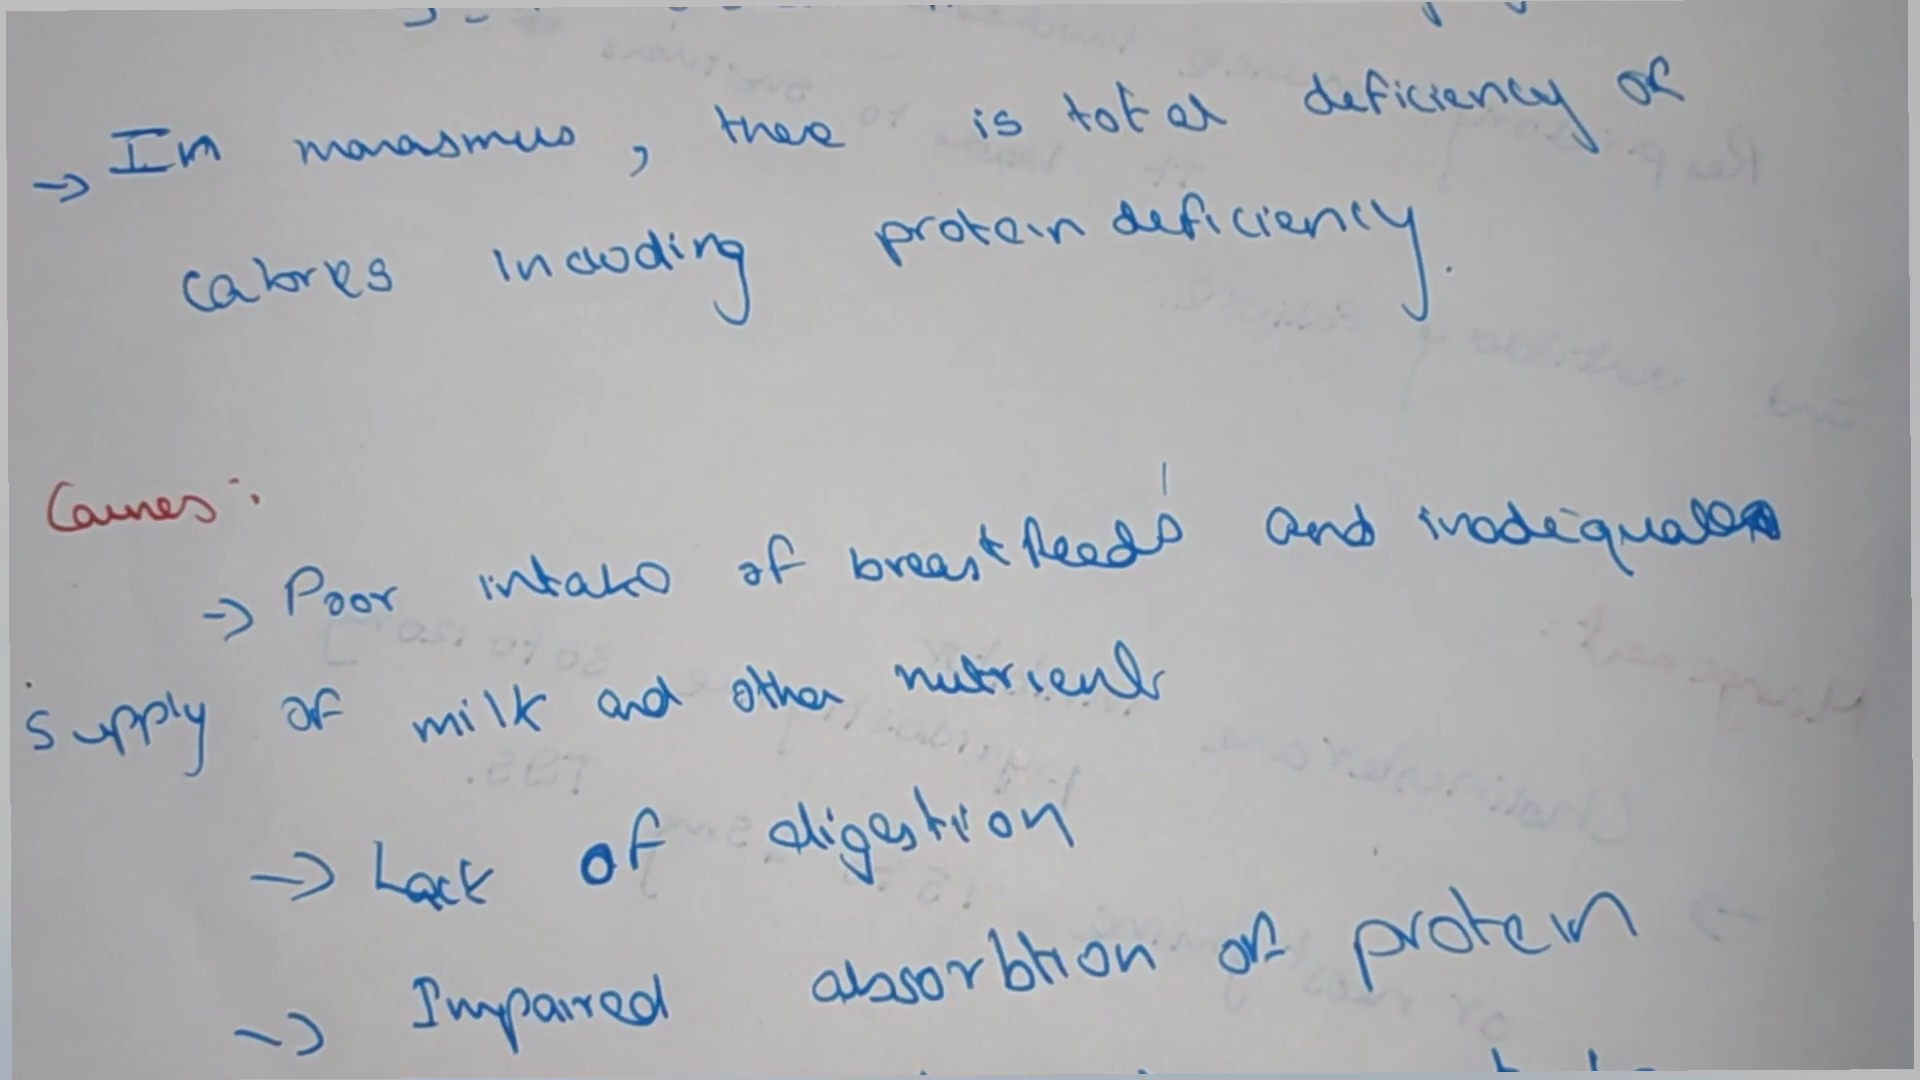 → In marasmus, there is total deficiency of
calories including protein deficiency.
Causes:
→ Poor intake of breast feeds and inadequate
supply of milk and other nutrients
→ Lack of digestion
→ Impaired absorbtion of protein